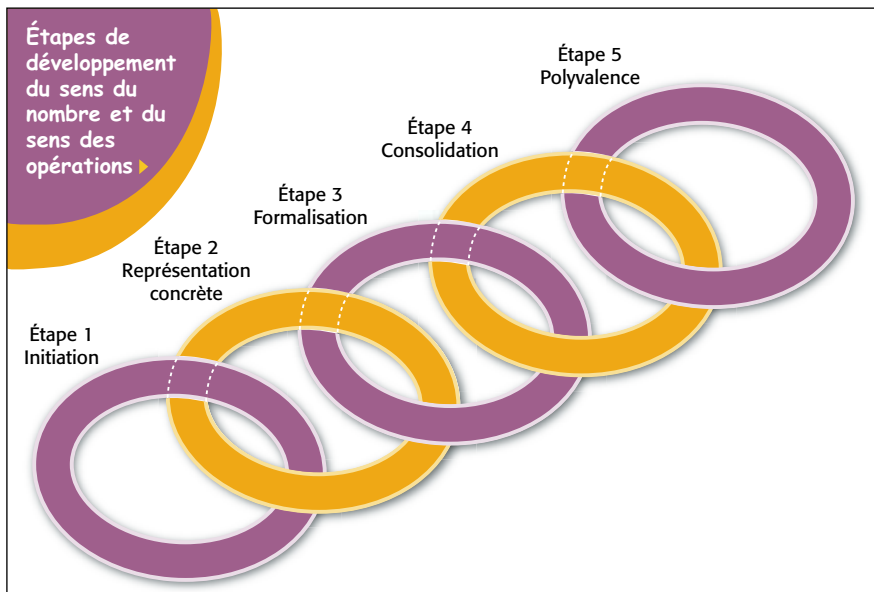 Étapes de
développement
du sens du
nombre et du
sens des
opérations
Étape 1
Initiation
Étape 2
Représentation
concrète
Étape 3
Formalisation
Étape 4
Consolidation
Étape 5
Polyvalence